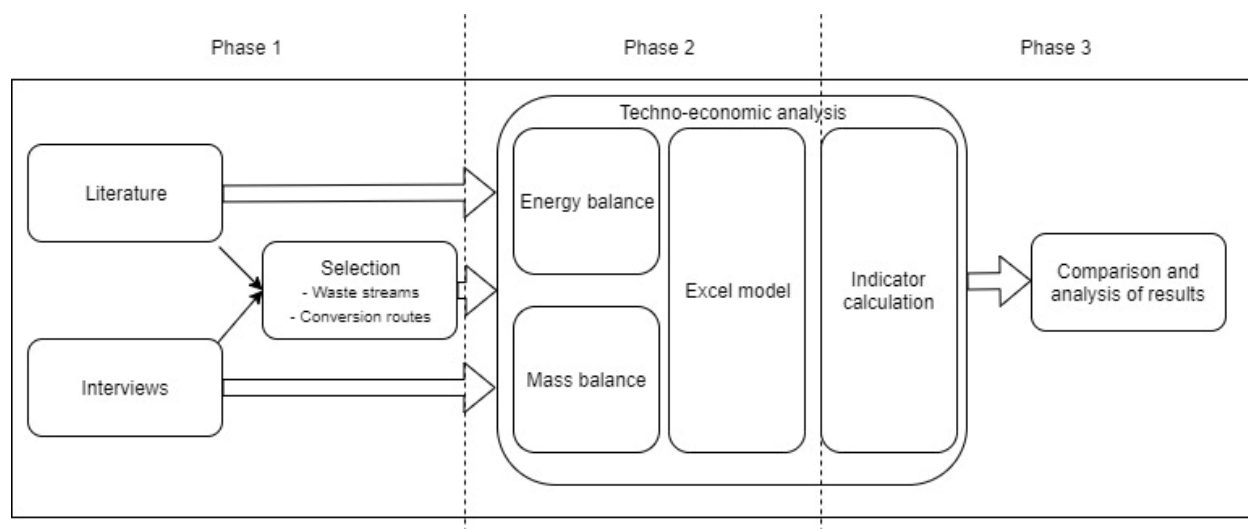 Phase 1
Phase 2
Phase 3
Techno-economic analysis
Literature
Energy balance
Selection
- Waste streams
- Conversion routes
Excel model
Indicator
calculation
Comparison and
analysis of results
Interviews
Mass balance